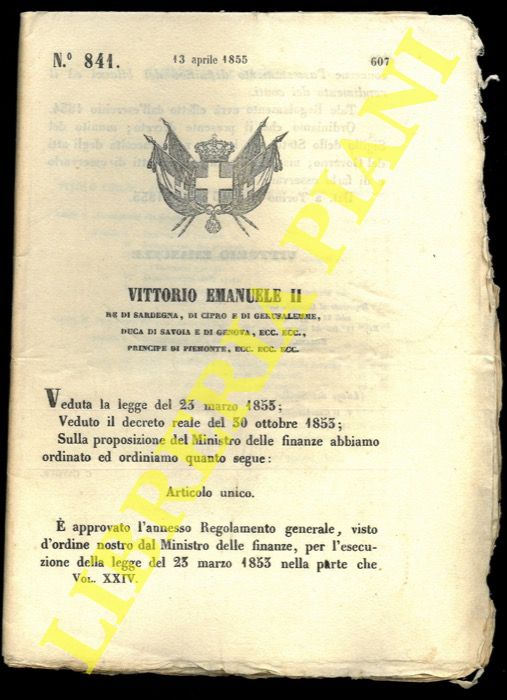 N.º 841.
13 aprile 1855
607
VITTORIO EMANUELE II
RE DI SARDEGNA, DI CIPRO E DI GERUSALEMME,
DUCA DI SAVOIA E DI GENOVA, ECC. ECC.,
PRINCIPE DI PIEMONTE, ECC. ECC. ECC.
Veduta la legge del 23 marzo 1853;
Veduto il decreto reale del 30 ottobre 1853;
Sulla proposizione del Ministro delle finanze abbiamo
ordinato ed ordiniamo quanto segue:
Articolo unico.
È approvato l'annesso Regolamento generale, visto
d'ordine nostro dal Ministro delle finanze, per l'esecu-
zione della legge del 23 marzo 1853 nella parte che
VOL. XXIV.
LIBRERIA PIANI